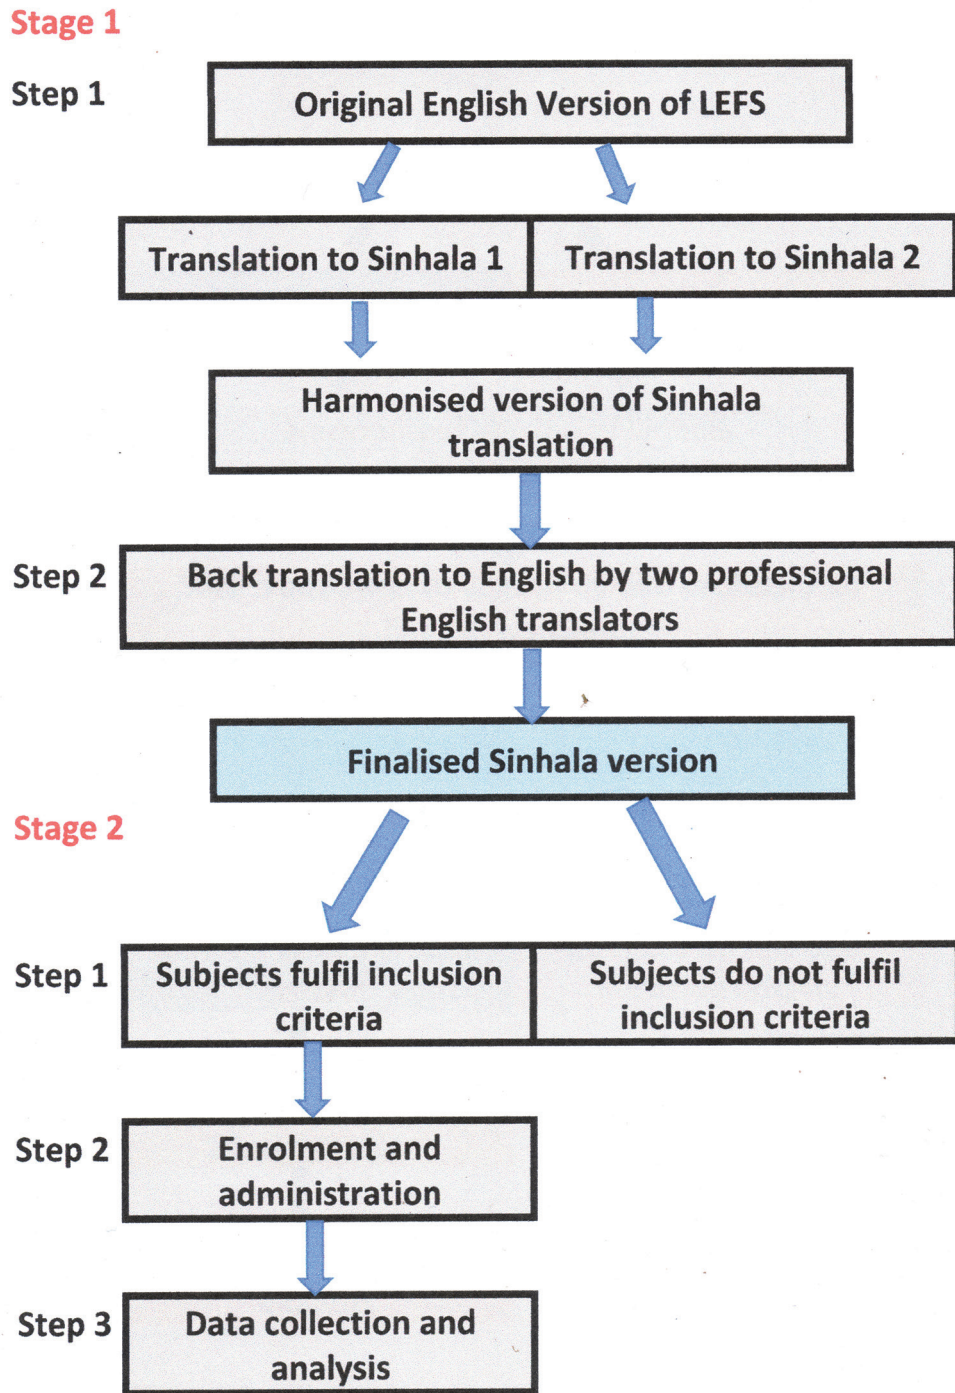 Stage 1
Step 1
Original English Version of LEFS
Translation to Sinhala 1
Translation to Sinhala 2
Harmonised version of Sinhala
translation
Step 2
Back translation to English by two professional
English translators
Finalised Sinhala version
Stage 2
Step 1
Subjects fulfil inclusion
criteria
Subjects do not fulfil
inclusion criteria
Step 2
Enrolment and
administration
Step 3
Data collection and
analysis